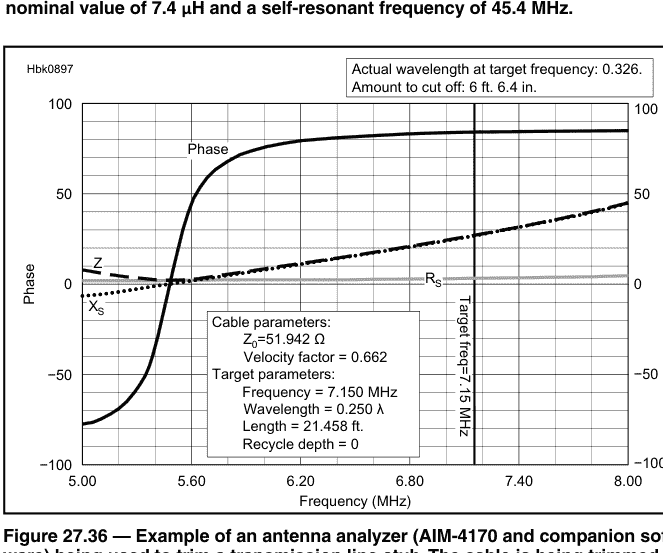 nominal value of 7.4 μH and a self-resonant frequency of 45.4 MHz.
Hbk0897
Actual wavelength at target frequency: 0.326.
Amount to cut off: 6 ft. 6.4 in.
100
50
0
−50
−100
Phase
100
50
0
−50
−100
Phase
Z
XS
RS
Target freq=7.15 MHz
Cable parameters:
Z0=51.942 Ω
Velocity factor = 0.662
Target parameters:
Frequency = 7.150 MHz
Wavelength = 0.250 λ
Length = 21.458 ft.
Recycle depth = 0
5.00 5.60 6.20 6.80 7.40 8.00
Frequency (MHz)
Figure 27.36 — Example of an antenna analyzer (AIM-4170 and companion so
ware) being used to trim a transmission line stub. The cable is being trimmed